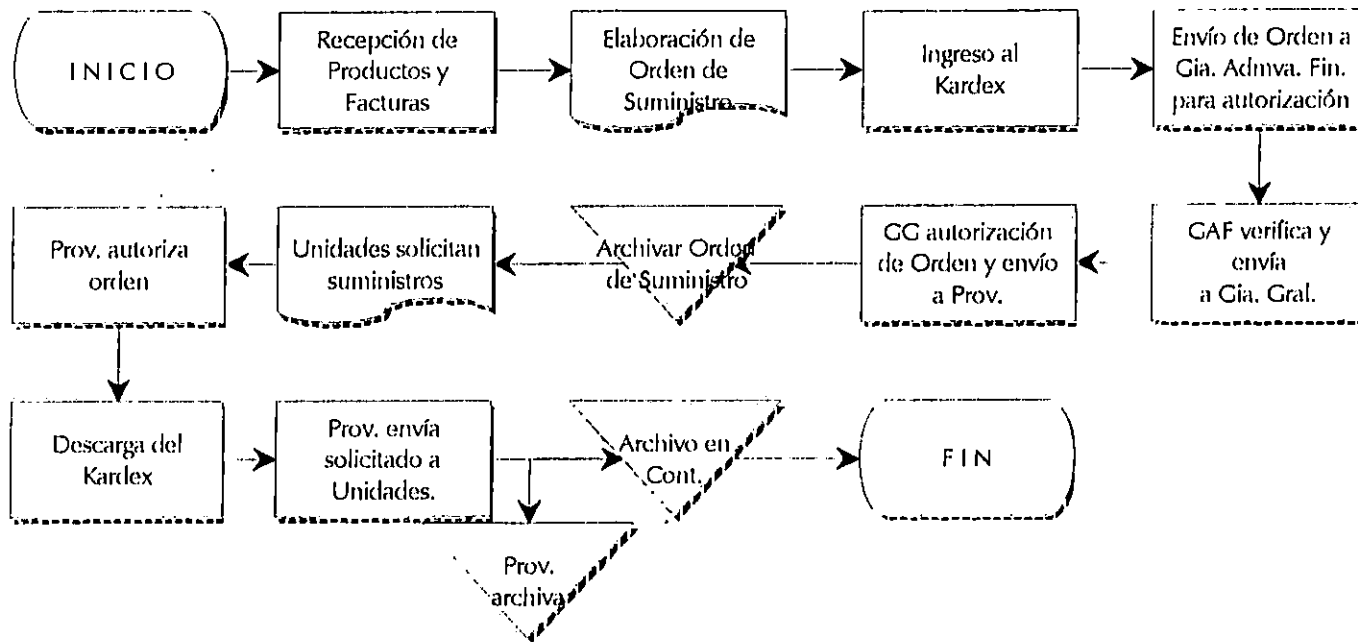 INICIO
Recepción de
Productos y
Facturas
Elaboración de
Orden de
Suministro
Ingreso al
Kardex
Envío de Orden a
Gia. Admva. Fin.
para autorización
Prov. autoriza
orden
Unidades solicitan
suministros
Archivar Orden
de Suministro
GG autorización
de Orden y envío
a Prov.
GAF verifica y
envía
a Gia. Gral.
Descarga del
Kardex
Prov. envía
solicitado a
Unidades.
Archivo en
Cont.
FIN
Prov.
archiva